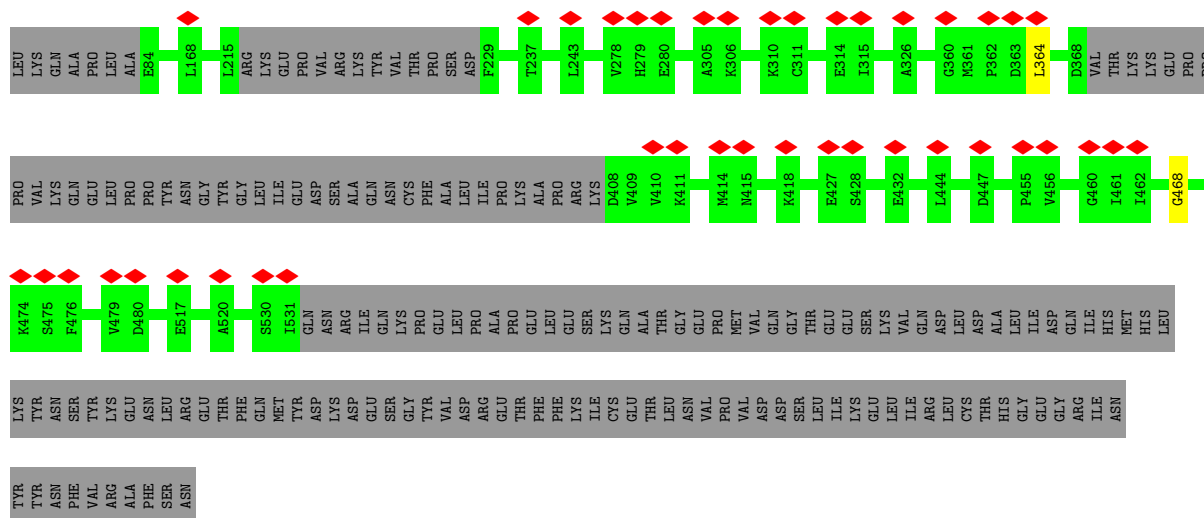 LEU LYS GLN ALA PRO LEU ALA E84 L168 L215 ARG LYS GLU PRO VAL ARG LYS TYR VAL THR PRO SER ASP F229 T237 L243 V278 H279 E280 A305 K306 K310 C311 E314 I315 A326 G360 M361 P362 D363 L364 D368 VAL THR LYS LYS GLU PRO
PRO VAL LYS GLN GLU LEU PRO PRO TYR ASN GLY TYR GLY LEU ILE GLU ASP SER ALA GLN ASN CYS PHE ALA LEU ILE PRO LYS ALA PRO ARG LYS D408 V409 V410 K411 M414 N415 K418 E427 S428 E432 L444 D447 P455 V456 G460 I461 I462 G468
K474 S475 F476 V479 D480 E517 A520 S530 I531 GLN ASN ARG ILE GLN LYS PRO GLU LEU PRO ALA PRO GLU LEU GLU SER LYS GLN ALA THR GLY GLU PRO MET VAL GLN GLY THR GLU GLU SER LYS VAL GLN ASP LEU ASP ALA LEU ILE ASP GLN ILE HIS MET HIS LEU
LYS TYR ASN SER TYR LYS GLU ASN LEU ARG GLU THR PHE GLN MET TYR ASP LYS ASP GLU SER GLY TYR VAL ASP ARG GLU THR PHE PHE LYS ILE CYS GLU THR LEU ASN VAL PRO VAL ASP ASP SER LEU ILE LYS GLU LEU ILE ARG LEU CYS THR HIS GLY GLU GLY ARG ILE ASN
TYR TYR ASN PHE VAL ARG ALA PHE SER ASN